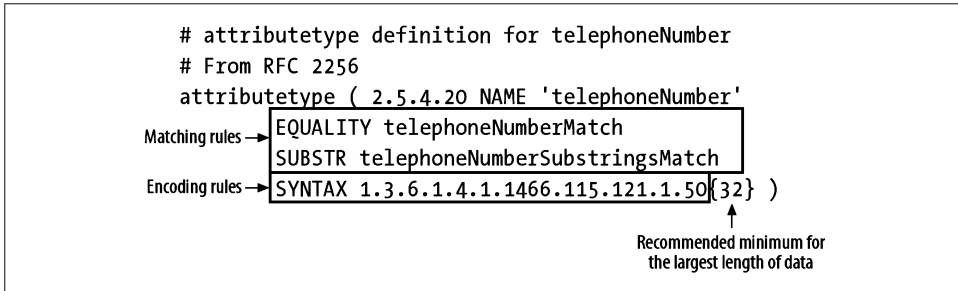 # attributetype definition for telephoneNumber
# From RFC 2256
attributetype ( 2.5.4.20 NAME 'telephoneNumber'
Matching rules
EQUALITY telephoneNumberMatch
SUBSTR telephoneNumberSubstringsMatch
Encoding rules
SYNTAX 1.3.6.1.4.1.1466.115.121.1.50{32} )
Recommended minimum for
the largest length of data